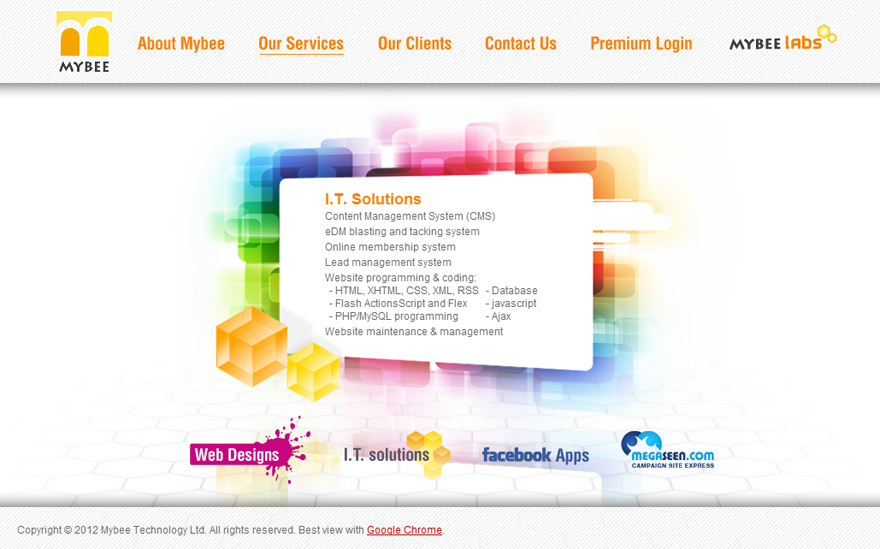 MYBEE
About Mybee
Our Services
Our Clients
Contact Us
Premium Login
MYBEE labs
I.T. Solutions
Content Management System (CMS)
eDM blasting and tacking system
Online membership system
Lead management system
Website programming & coding:
- HTML, XHTML, CSS, XML, RSS - Database
- Flash ActionsScript and Flex - javascript
- PHP/MySQL programming - Ajax
Website maintenance & management
Web Designs
I.T. solutions
facebook Apps
MEGASEEN.COM
CAMPAIGN SITE EXPRESS
Copyright © 2012 Mybee Technology Ltd. All rights reserved. Best view with Google Chrome.